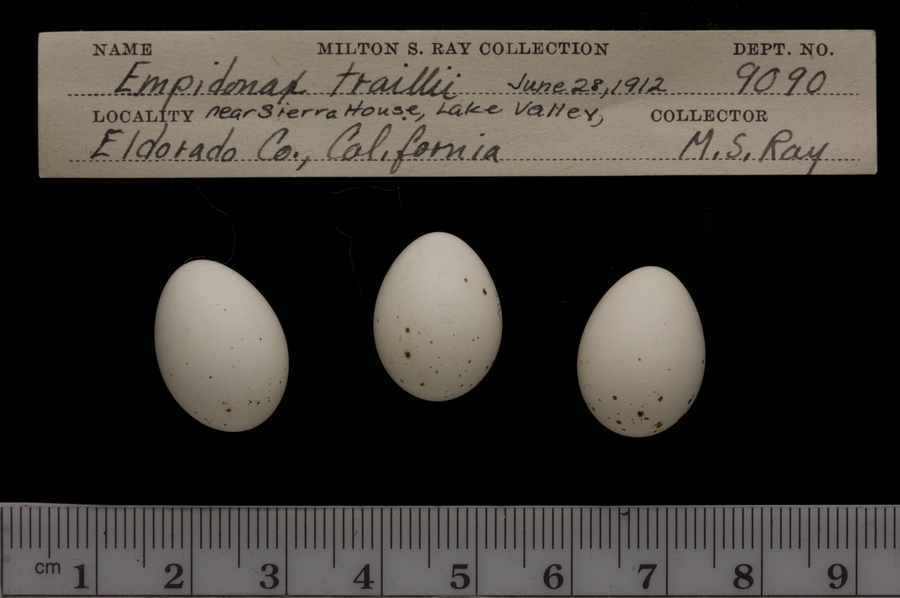 NAME MILTON S. RAY COLLECTION DEPT. NO.
Empidonax traillii June 28, 1912 9090
LOCALITY near Sierra House, Lake Valley, COLLECTOR
Eldorado Co., California M. S. Ray
cm 1 2 3 4 5 6 7 8 9